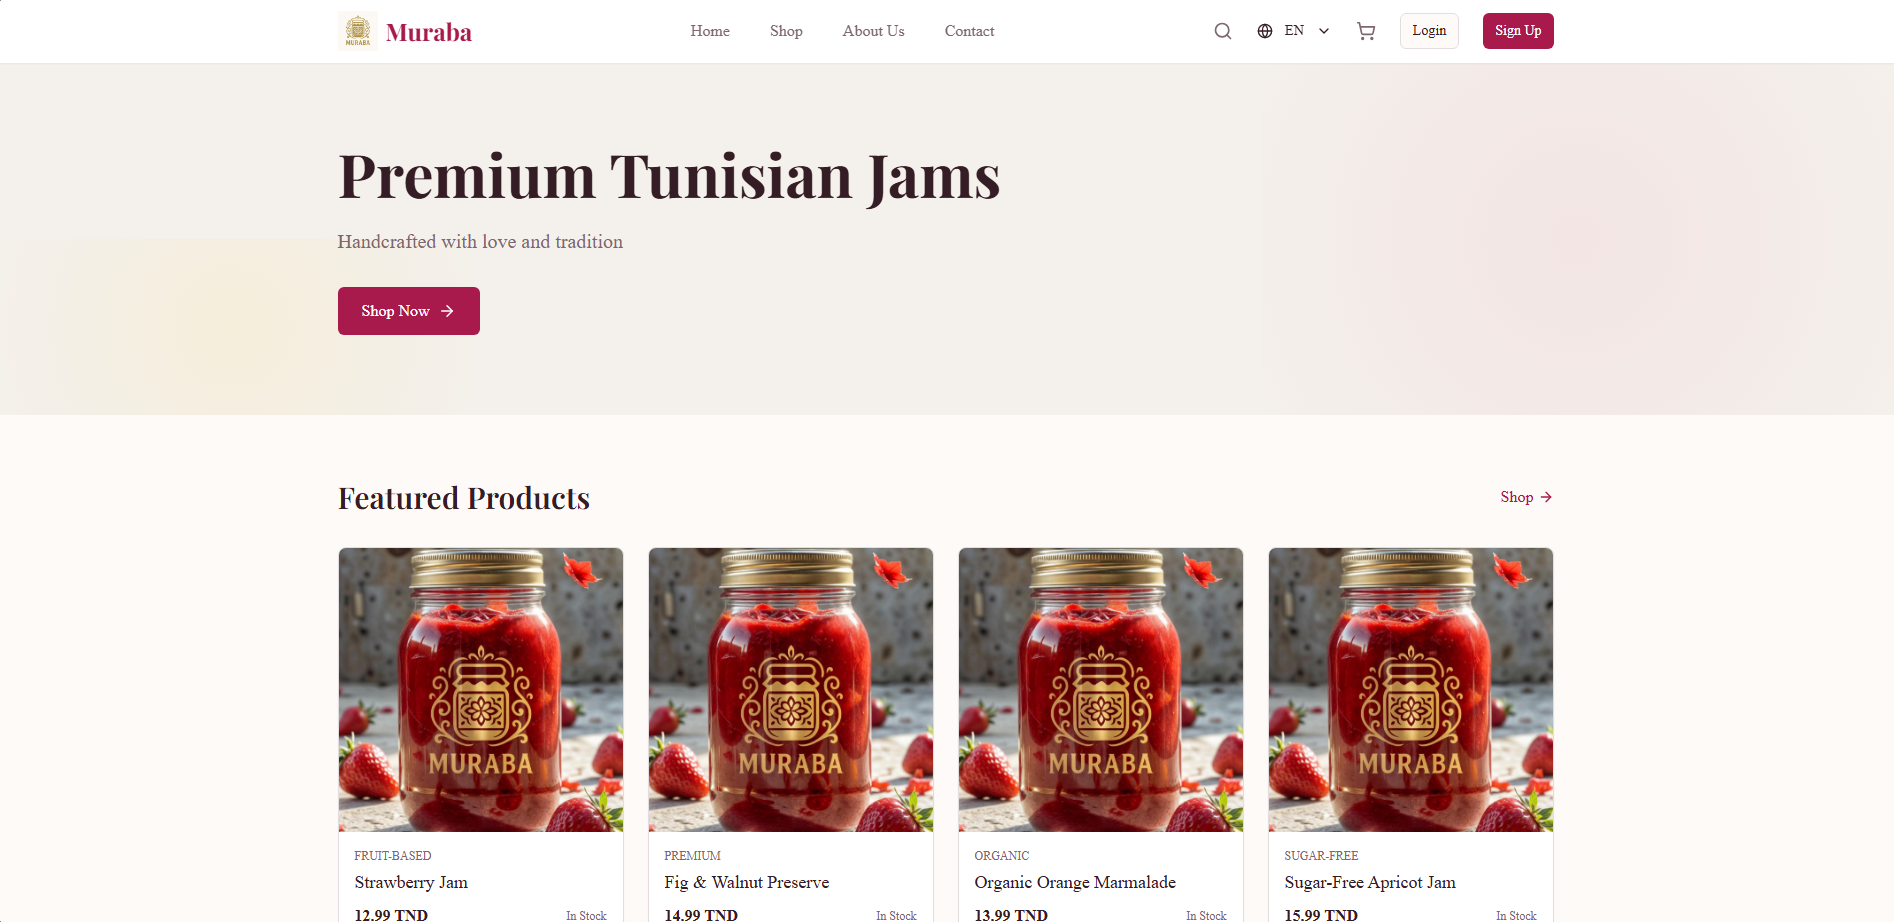 MURABA
Muraba
Home
Shop
About Us
Contact
EN
Login
Sign Up
Premium Tunisian Jams
Handcrafted with love and tradition
Shop Now
Featured Products
Shop
MURABA
MURABA
MURABA
MURABA
FRUIT-BASED
Strawberry Jam
12.99 TND
In Stock
PREMIUM
Fig & Walnut Preserve
14.99 TND
In Stock
ORGANIC
Organic Orange Marmalade
13.99 TND
In Stock
SUGAR-FREE
Sugar-Free Apricot Jam
15.99 TND
In Stock